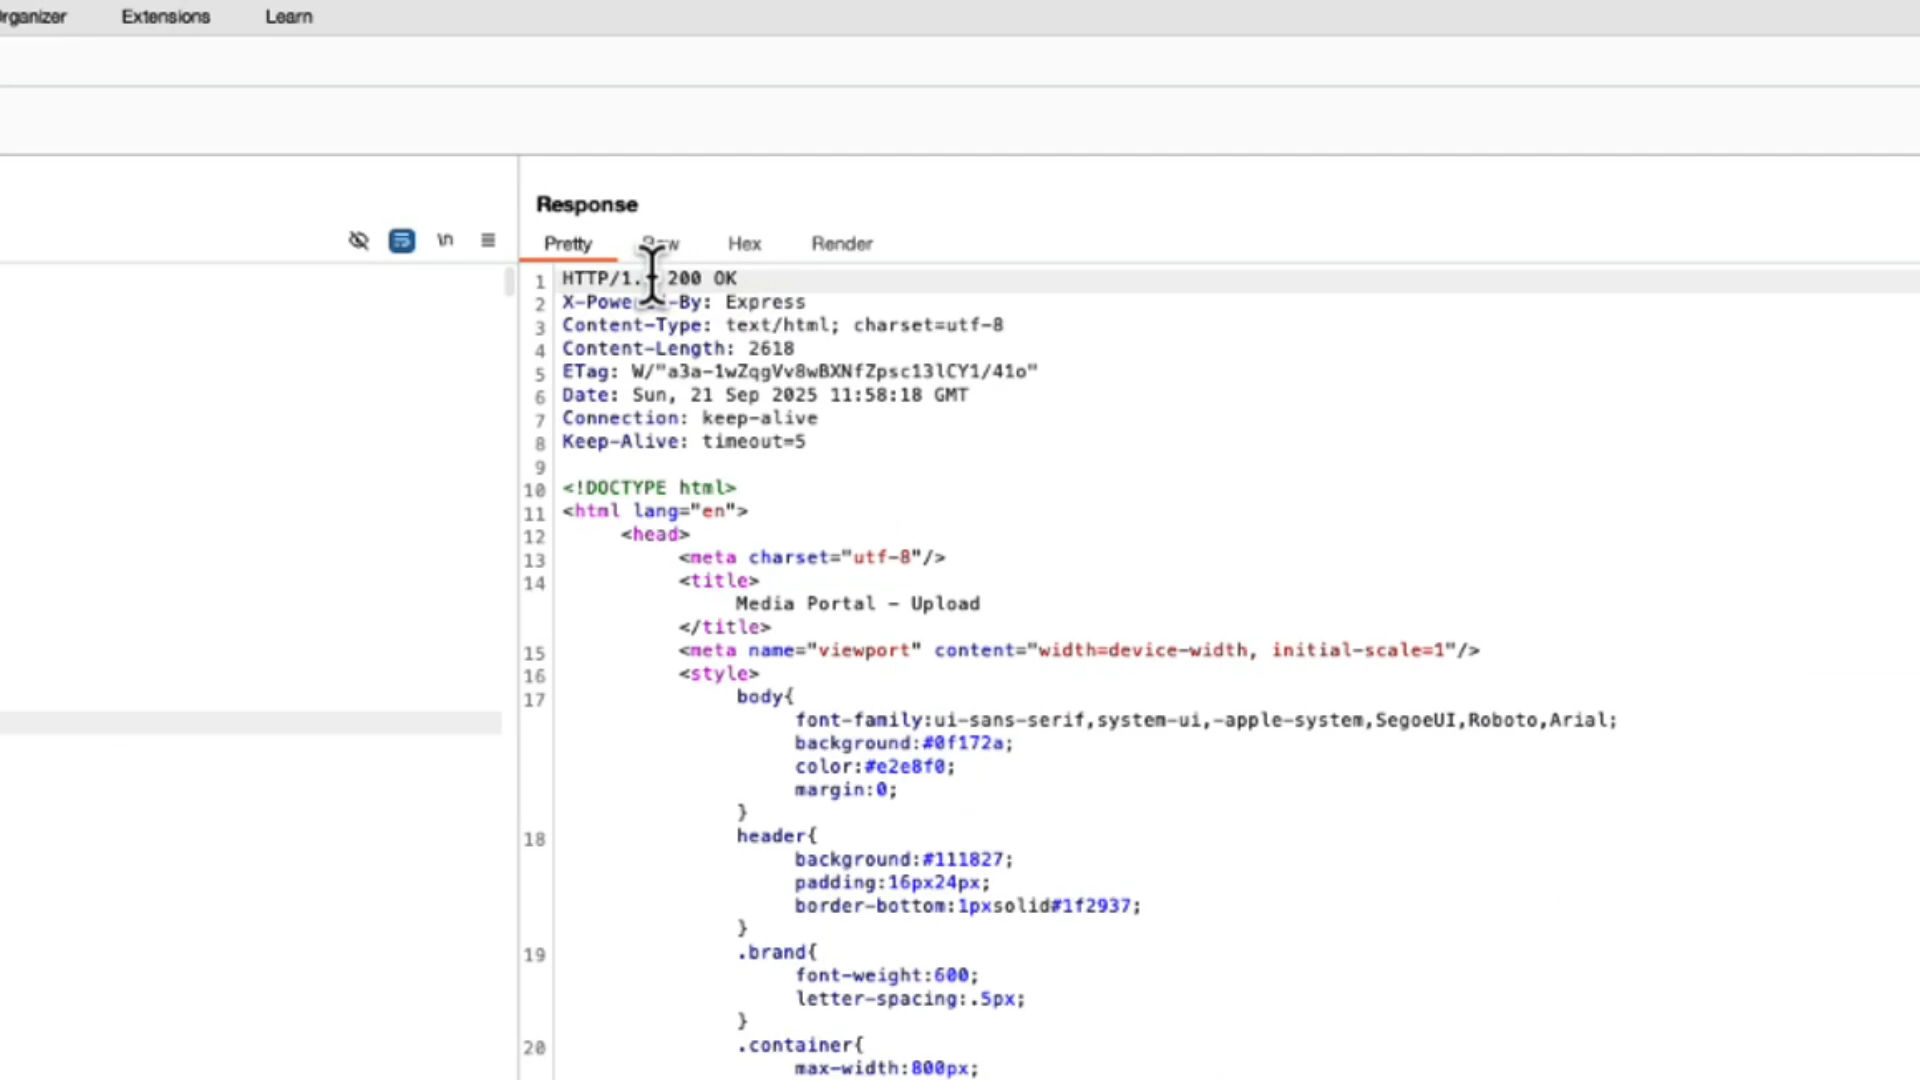 Extensions
Learn
Response
\n
Pretty
Hex
Render
1 HTTP/1. 200 OK
2 X-Powe -By: Express
3 Content-Type: text/html; charset=utf-8
4 Content-Length: 2618
5 ETag: W/"a3a-1wZqgVv8wBXNfZpsc13lCY1/41o"
6 Date: Sun, 21 Sep 2025 11:58:18 GMT
7 Connection: keep-alive
8 Keep-Alive: timeout=5
9
10 <!DOCTYPE html>
11 <html lang="en">
12 <head>
13 <meta charset="utf-8"/>
14 <title>
Media Portal - Upload
</title>
15 <meta name="viewport" content="width=device-width, initial-scale=1"/>
16 <style>
17 body{
font-family:ui-sans-serif,system-ui,-apple-system,SegoeUI,Roboto,Arial;
background:#0f172a;
color:#e2e8f0;
margin:0;
}
18 header{
background:#111827;
padding:16px24px;
border-bottom:1pxsolid#1f2937;
}
19 .brand{
font-weight:600;
letter-spacing:.5px;
}
20 .container{
max-width:800px;